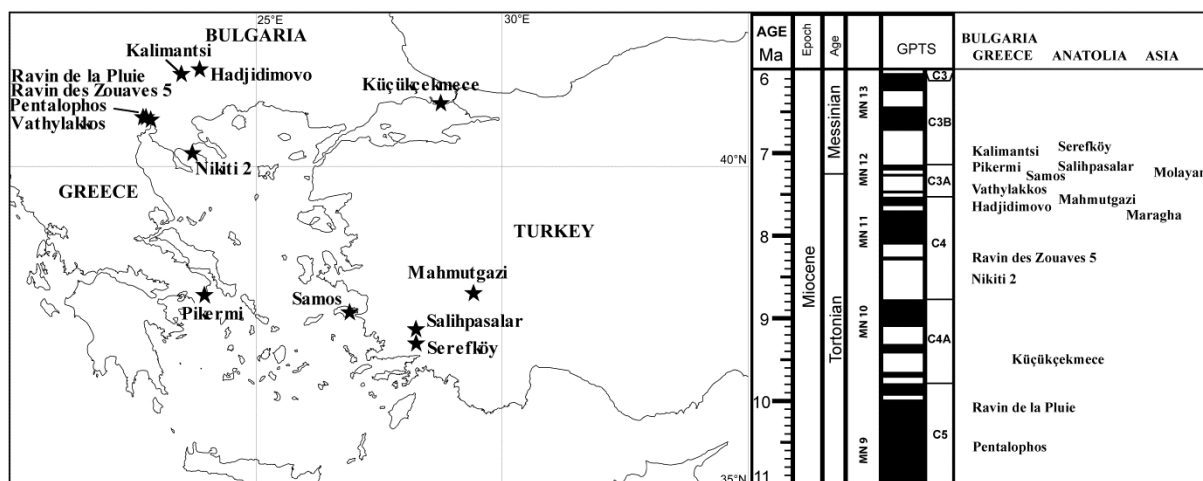 25°E
30°E
BULGARIA
Kalimantsi
Hadjidimovo
Ravin de la Pluie
Ravin des Zouaves 5
Pentalophos
Vathylakkos
Küçükçekmece
Nikiti 2
40°N
GREECE
TURKEY
Mahmutgazi
Samos
Pikermi
Salihpasalar
Serefköy
35°N
AGE
Ma
Epoch
Age
GPTS
BULGARIA
GREECE
ANATOLIA
ASIA
6
7
8
9
10
11
Miocene
Messinian
Tortonian
MN 13
MN 12
MN 11
MN 10
MN 9
C3
C3B
C3A
C4
C4A
C5
Kalimantsi
Serefköy
Pikermi
Salihpasalar
Samos
Molayan
Vathylakkos
Mahmutgazi
Hadjidimovo
Maragha
Ravin des Zouaves 5
Nikiti 2
Küçükçekmece
Ravin de la Pluie
Pentalophos